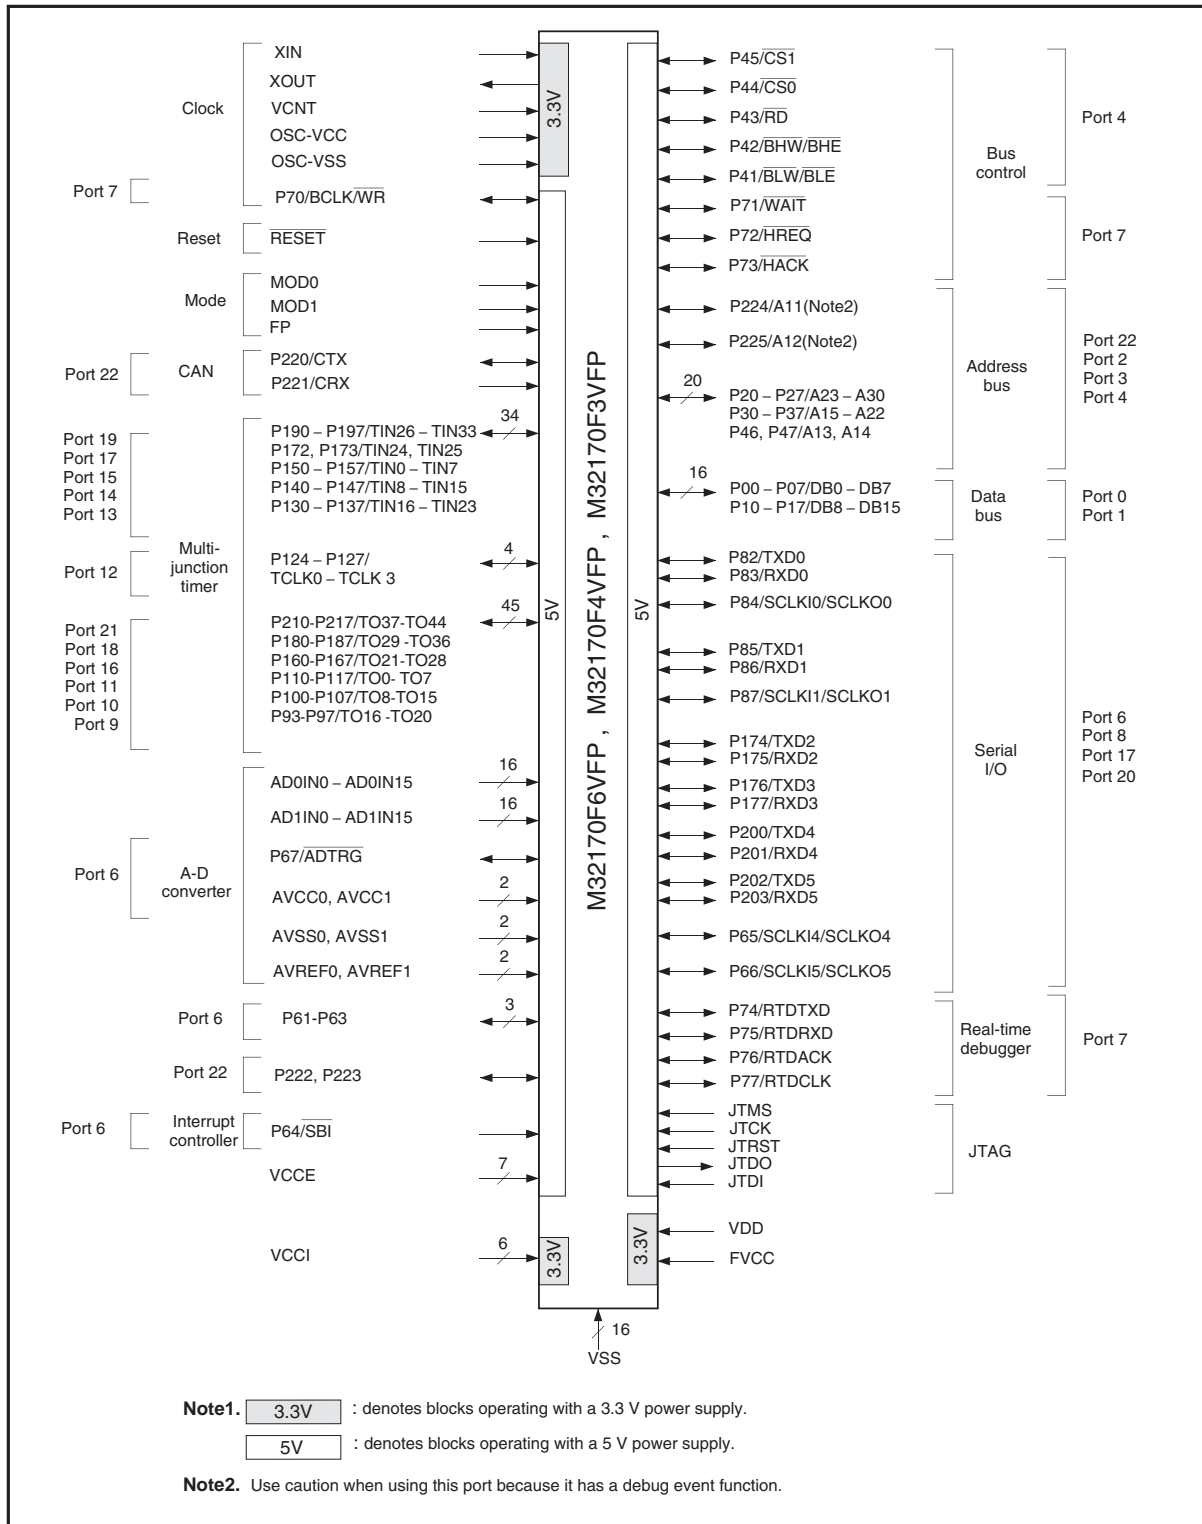 XIN
XOUT
Clock
VCNT
OSC-VCC
OSC-VSS
Port 7
P70/BCLK/WR
Reset
RESET
Mode
MOD0
MOD1
FP
Port 22
CAN
P220/CTX
P221/CRX
Port 19
Port 17
Port 15
Port 14
Port 13
34
P190 – P197/TIN26 – TIN33
P172, P173/TIN24, TIN25
P150 – P157/TIN0 – TIN7
P140 – P147/TIN8 – TIN15
P130 – P137/TIN16 – TIN23
Multi-
junction
timer
Port 12
4
P124 – P127/
TCLK0 – TCLK 3
Port 21
Port 18
Port 16
Port 11
Port 10
Port 9
45
P210-P217/TO37-TO44
P180-P187/TO29 -TO36
P160-P167/TO21-TO28
P110-P117/TO0- TO7
P100-P107/TO8-TO15
P93-P97/TO16 -TO20
16
AD0IN0 – AD0IN15
16
AD1IN0 – AD1IN15
Port 6
A-D
converter
P67/ADTRG
2
AVCC0, AVCC1
2
AVSS0, AVSS1
2
AVREF0, AVREF1
Port 6
P61-P63
3
Port 22
P222, P223
Port 6
Interrupt
controller
P64/SBI
VCCE
7
VCCI
6
3.3V
5V
3.3V
M32170F6VFP , M32170F4VFP , M32170F3VFP
5V
3.3V
16
VSS
P45/CS1
P44/CS0
P43/RD
P42/BHW/BHE
P41/BLW/BLE
P71/WAIT
P72/HREQ
P73/HACK
Bus
control
Port 4
Port 7
P224/A11(Note2)
P225/A12(Note2)
20
P20 – P27/A23 – A30
P30 – P37/A15 – A22
P46, P47/A13, A14
Address
bus
Port 22
Port 2
Port 3
Port 4
16
P00 – P07/DB0 – DB7
P10 – P17/DB8 – DB15
Data
bus
Port 0
Port 1
P82/TXD0
P83/RXD0
P84/SCLKI0/SCLKO0
P85/TXD1
P86/RXD1
P87/SCLKI1/SCLKO1
P174/TXD2
P175/RXD2
P176/TXD3
P177/RXD3
P200/TXD4
P201/RXD4
P202/TXD5
P203/RXD5
P65/SCLKI4/SCLKO4
P66/SCLKI5/SCLKO5
Serial
I/O
Port 6
Port 8
Port 17
Port 20
P74/RTDTXD
P75/RTDRXD
P76/RTDACK
P77/RTDCLK
Real-time
debugger
Port 7
JTMS
JTCK
JTRST
JTDO
JTDI
JTAG
VDD
FVCC
Note1. 3.3V : denotes blocks operating with a 3.3 V power supply.
5V : denotes blocks operating with a 5 V power supply.
Note2. Use caution when using this port because it has a debug event function.